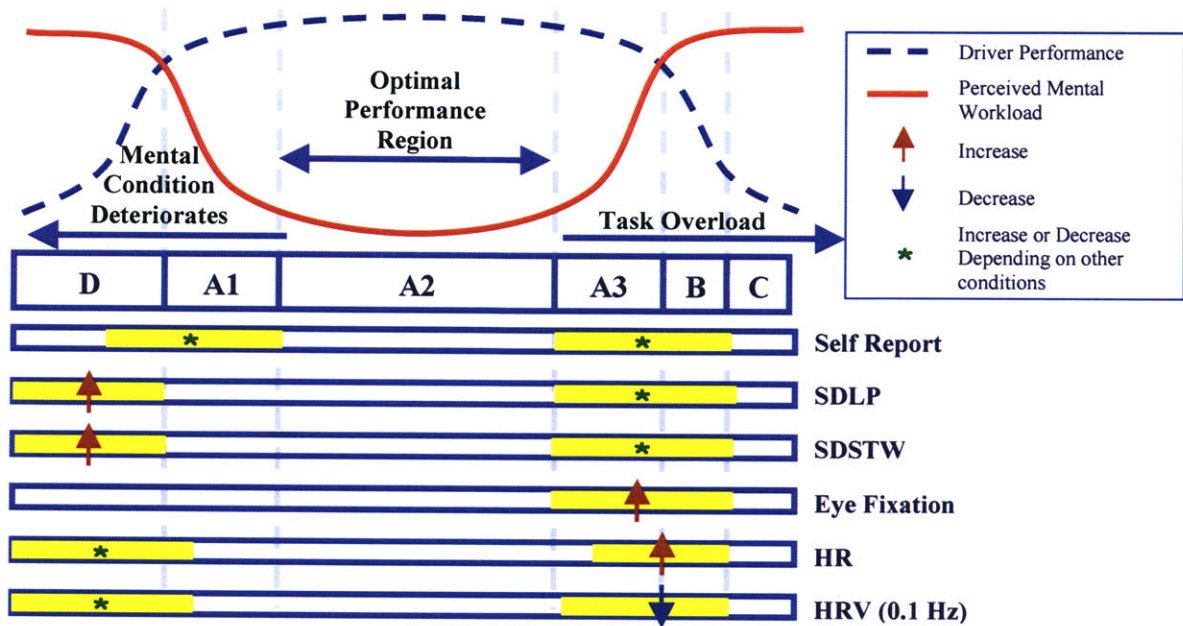 Optimal
Performance
Region
Mental
Condition
Deteriorates
Task Overload
Driver Performance
Perceived Mental
Workload
Increase
Decrease
*
Increase or Decrease
Depending on other
conditions
D A1 A2 A3 B C
* * Self Report
* SDLP
* SDSTW
Eye Fixation
* HR
* HRV (0.1 Hz)